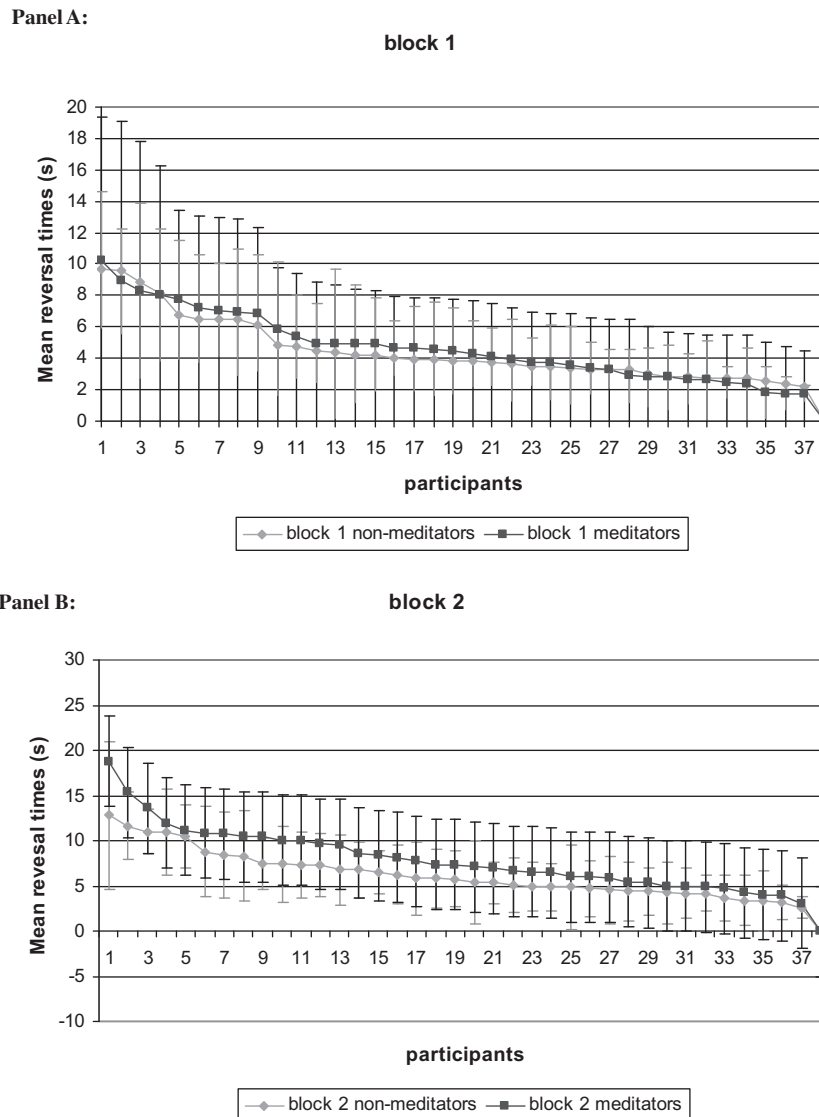 Panel A:
block 1
Mean reversal times (s)
20
18
16
14
12
10
8
6
4
2
0
1 3 5 7 9 11 13 15 17 19 21 23 25 27 29 31 33 35 37
participants
block 1 non-meditators block 1 meditators
Panel B:
block 2
Mean revesal times (s)
30
25
20
15
10
5
0
-5
-10
1 3 5 7 9 11 13 15 17 19 21 23 25 27 29 31 33 35 37
participants
block 2 non-meditators block 2 meditators